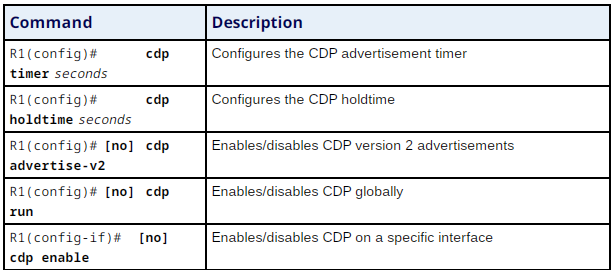 Command Description
R1(config)# cdp Configures the CDP advertisement timer
timer seconds
R1(config)# cdp Configures the CDP holdtime
holdtime seconds
R1(config)# [no] cdp Enables/disables CDP version 2 advertisements
advertise-v2
R1(config)# [no] cdp Enables/disables CDP globally
run
R1(config-if)# [no] Enables/disables CDP on a specific interface
cdp enable